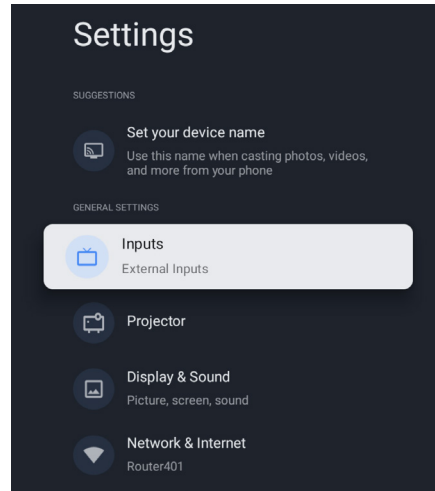 Settings
SUGGESTIONS
Set your device name
Use this name when casting photos, videos,
and more from your phone
GENERAL SETTINGS
Inputs
External Inputs
Projector
Display & Sound
Picture, screen, sound
Network & Internet
Router401